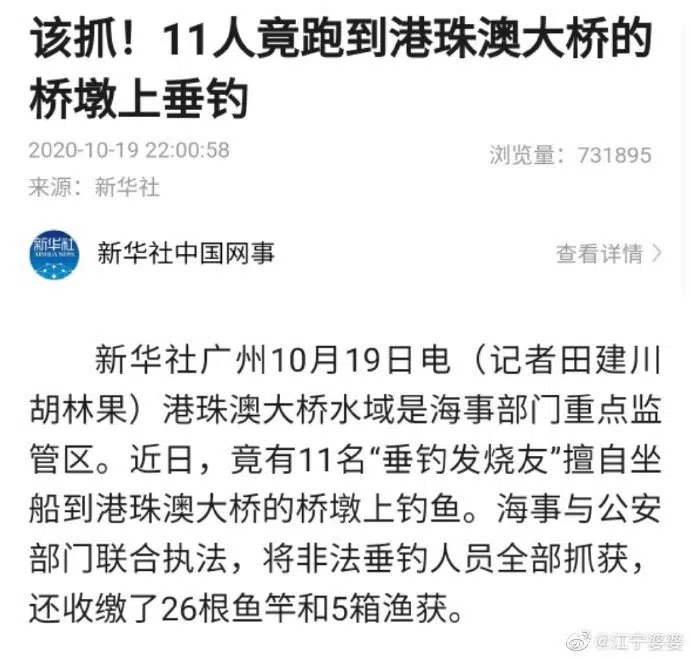 该抓！11人竟跑到港珠澳大桥的
桥墩上垂钓
2020-10-19 22:00:58
浏览量：731895
来源：新华社
新华社
XINHUA NEWS
新华社中国网事
查看详情 >
新华社广州10月19日电（记者田建川
胡林果）港珠澳大桥水域是海事部门重点监
管区。近日，竟有11名“垂钓发烧友”擅自坐
船到港珠澳大桥的桥墩上钓鱼。海事与公安
部门联合执法，将非法垂钓人员全部抓获，
还收缴了26根鱼竿和5箱渔获。
@江宁婆婆